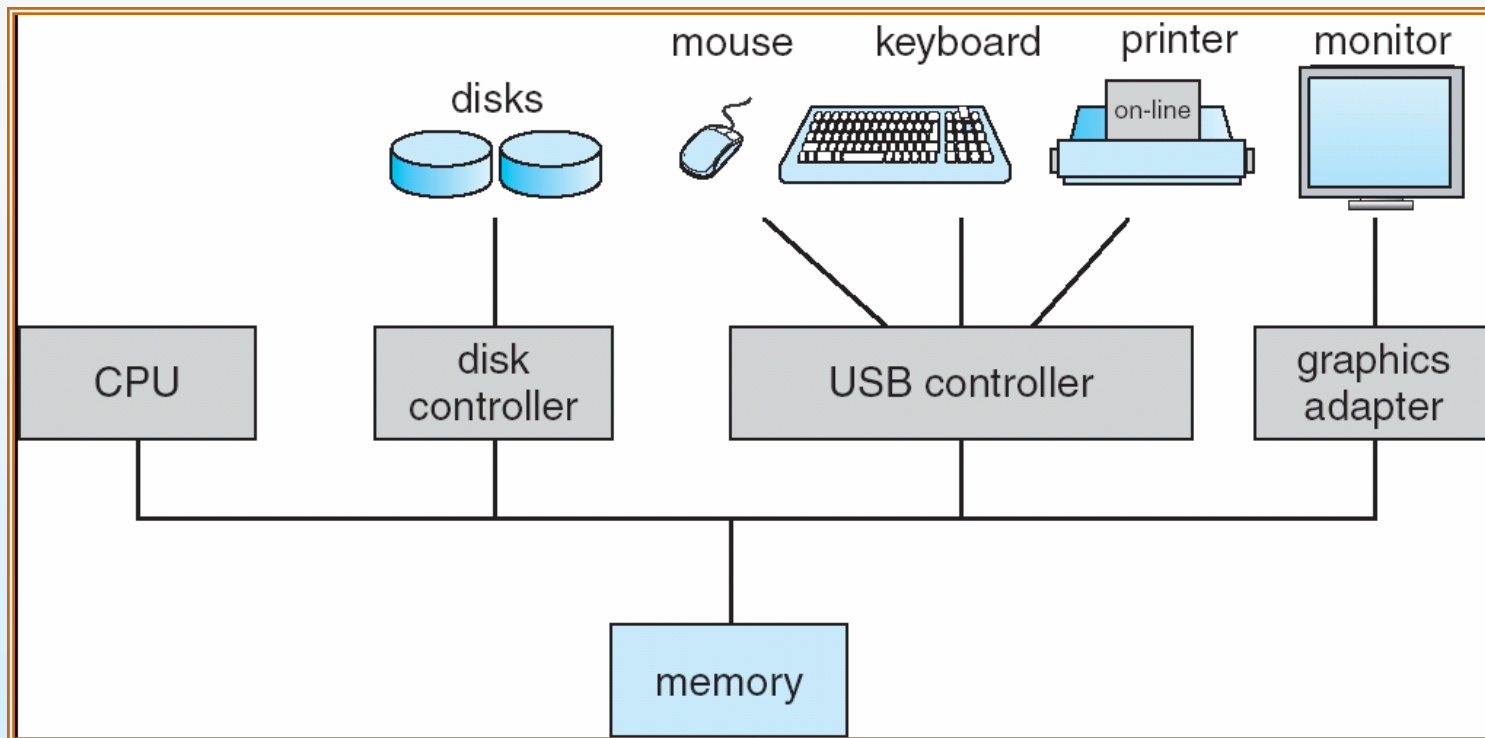 mouse
keyboard
printer
monitor
disks
on-line
CPU
disk
controller
USB controller
graphics
adapter
memory